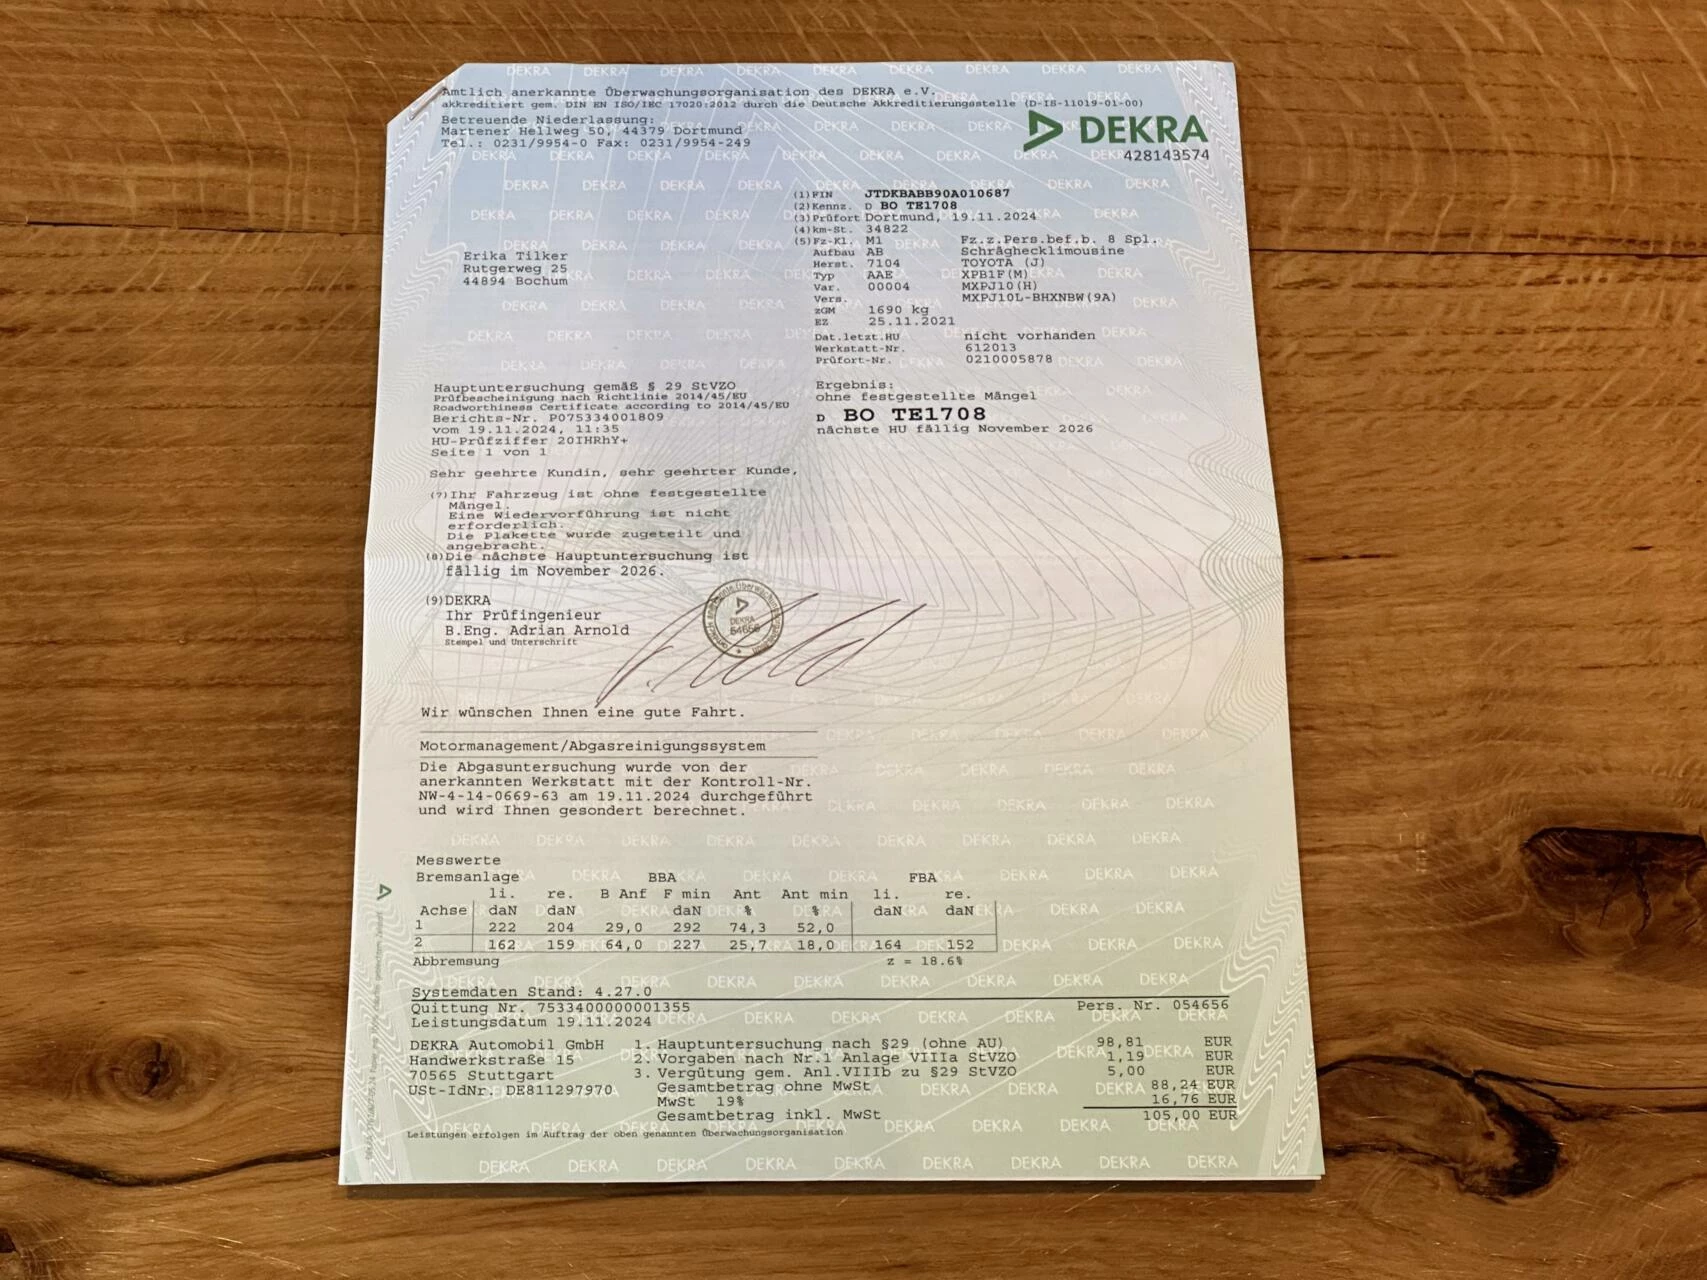 Amtlich anerkannte Überwachungsorganisation des DEKRA e.V.
akkreditiert gem. DIN EN ISO/IEC 17020:2012 durch die Deutsche Akkreditierungsstelle (D-IS-11019-01-00)
Betreuende Niederlassung:
Martener Hellweg 50, 44379 Dortmund
Tel.: 0231/9954-0 Fax: 0231/9954-249
DEKRA
428143574
(1) FIN JTDKBABB90A010687
(2) Kennz. D BO TE1708
(3) Prüfort Dortmund, 19.11.2024
(4) km-St. 34822
(5) Fz-Kl. M1 Fz.z.Pers.bef.b. 8 Spl.
Aufbau AB Schräghecklimousine
Herst. 7104 TOYOTA (J)
Typ AAE XPB1F(M)
Var. 00004 MXPJ10(H)
Vers. MXPJ10L-BHXNBW(9A)
zGM 1690 kg
EZ 25.11.2021
Dat.letzt.HU nicht vorhanden
Werkstatt-Nr. 612013
Prüfort-Nr. 0210005878
Erika Tilker
Rutgerweg 25
44894 Bochum
Hauptuntersuchung gemäß § 29 StVZO
Prüfbescheinigung nach Richtlinie 2014/45/EU
Roadworthiness Certificate according to 2014/45/EU
Berichts-Nr. P075334001809
vom 19.11.2024, 11:35
HU-Prüfziffer 20IHRhY+
Seite 1 von 1
Ergebnis:
ohne festgestellte Mängel
D BO TE1708
nächste HU fällig November 2026
Sehr geehrte Kundin, sehr geehrter Kunde,
(7) Ihr Fahrzeug ist ohne festgestellte
Mängel.
Eine Wiedervorführung ist nicht
erforderlich.
Die Plakette wurde zugeteilt und
angebracht.
(8) Die nächste Hauptuntersuchung ist
fällig im November 2026.
(9) DEKRA
Ihr Prüfingenieur
B.Eng. Adrian Arnold
Stempel und Unterschrift
DEKRA
54656
Wir wünschen Ihnen eine gute Fahrt.
Motormanagement/Abgasreinigungssystem
Die Abgasuntersuchung wurde von der
anerkannten Werkstatt mit der Kontroll-Nr.
NW-4-14-0669-63 am 19.11.2024 durchgeführt
und wird Ihnen gesondert berechnet.
Messwerte
Bremsanlage BBA FBA
li. re. B Anf F min Ant Ant min li. re.
Achse daN daN daN % % daN daN
1 222 204 29,0 292 74,3 52,0
2 162 159 64,0 227 25,7 18,0 164 152
Abbremsung z = 18.6%
Systemdaten Stand: 4.27.0
Quittung Nr. 7533400000001355 Pers. Nr. 054656
Leistungsdatum 19.11.2024
DEKRA Automobil GmbH 1. Hauptuntersuchung nach §29 (ohne AU) 98,81 EUR
Handwerkstraße 15 2. Vorgaben nach Nr.1 Anlage VIIIa StVZO 1,19 EUR
70565 Stuttgart 3. Vergütung gem. Anl.VIIIb zu §29 StVZO 5,00 EUR
USt-IdNr. DE811297970 Gesamtbetrag ohne MwSt 88,24 EUR
MwSt 19% 16,76 EUR
Gesamtbetrag inkl. MwSt 105,00 EUR
Leistungen erfolgen im Auftrag der oben genannten Überwachungsorganisation